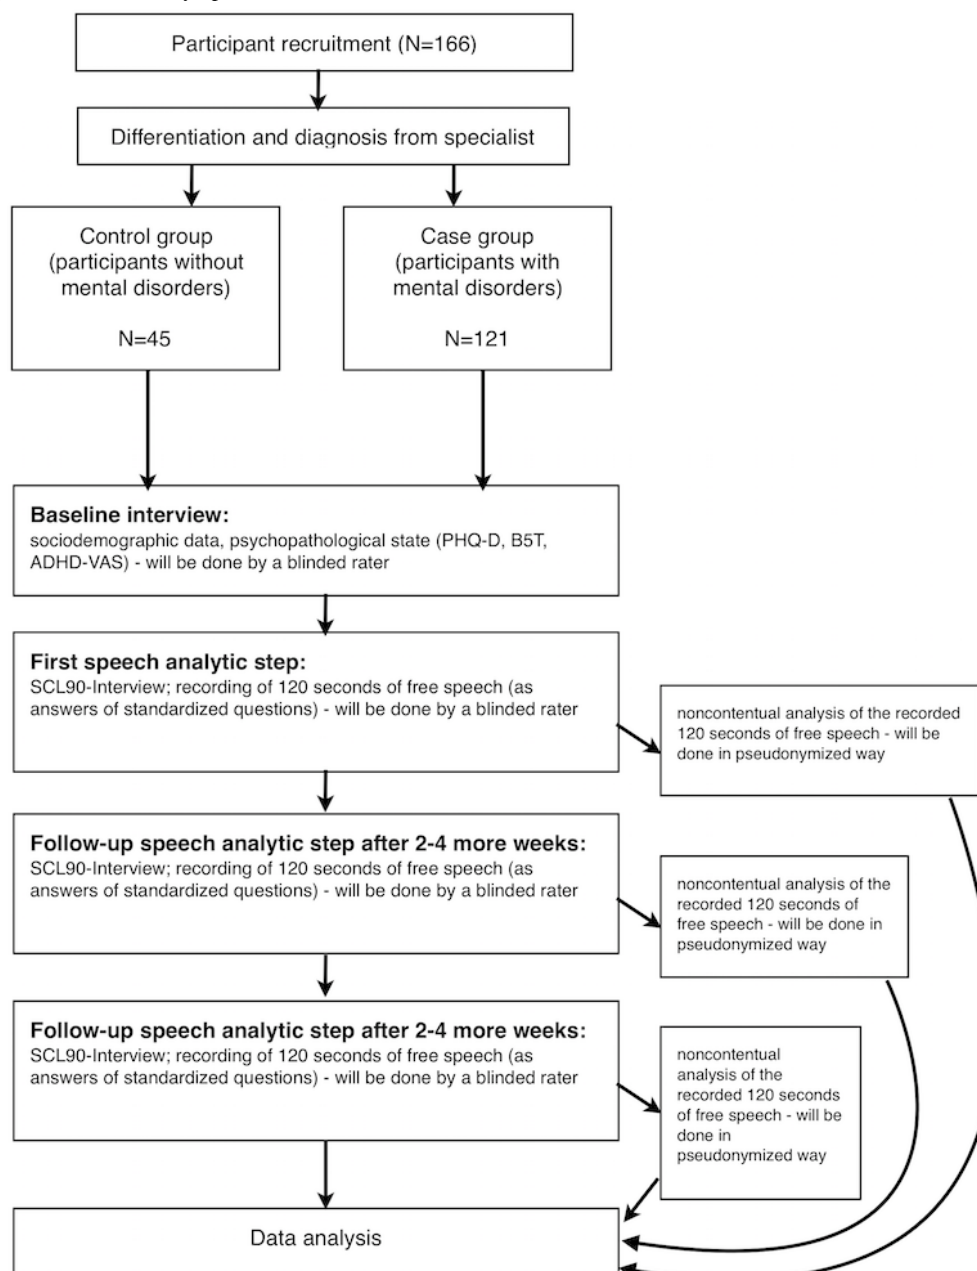 Participant recruitment (N=166)
Differentiation and diagnosis from specialist
Control group
(participants without
mental disorders)
N=45
Case group
(participants with
mental disorders)
N=121
Baseline interview:
sociodemographic data, psychopathological state (PHQ-D, B5T,
ADHD-VAS) - will be done by a blinded rater
First speech analytic step:
SCL90-Interview; recording of 120 seconds of free speech (as
answers of standardized questions) - will be done by a blinded rater
noncontentual analysis of the recorded
120 seconds of free speech - will be
done in pseudonymized way
Follow-up speech analytic step after 2-4 more weeks:
SCL90-Interview; recording of 120 seconds of free speech (as
answers of standardized questions) - will be done by a blinded rater
noncontentual analysis of the
recorded 120 seconds of
free speech - will be done in
pseudonymized way
Follow-up speech analytic step after 2-4 more weeks:
SCL90-Interview; recording of 120 seconds of free speech (as
answers of standardized questions) - will be done by a blinded rater
noncontentual
analysis of the
recorded 120 seconds
of free speech - will be
done in
pseudonymized way
Data analysis